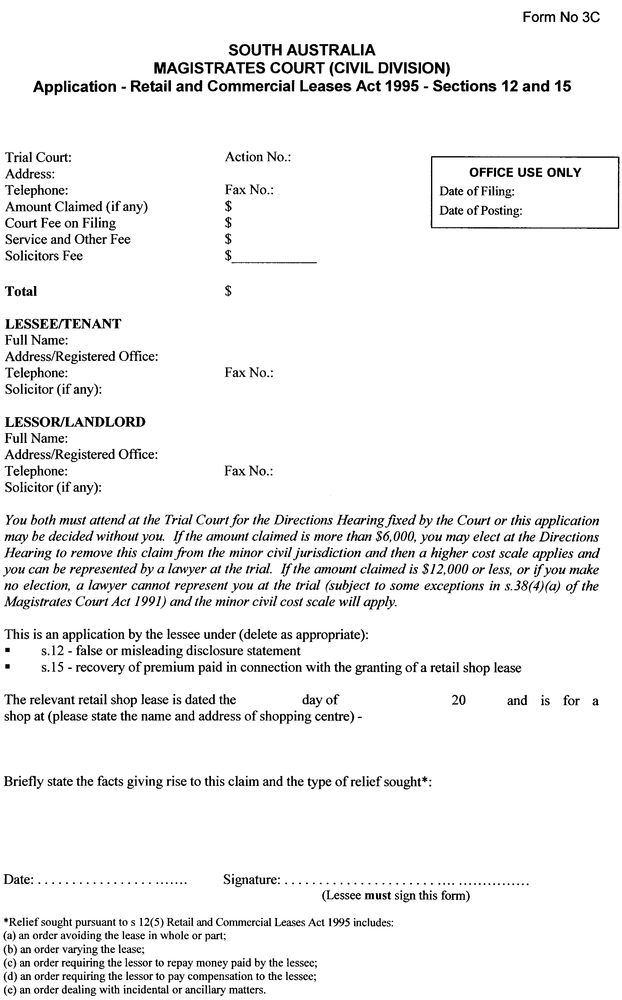 Form No 3C
SOUTH AUSTRALIA
MAGISTRATES COURT (CIVIL DIVISION)
Application - Retail and Commercial Leases Act 1995 - Sections 12 and 15
Trial Court: Action No.:
Address:
Telephone: Fax No.:
Amount Claimed (if any) $
Court Fee on Filing $
Service and Other Fee $
Solicitors Fee $
OFFICE USE ONLY
Date of Filing:
Date of Posting:
Total $
LESSEE/TENANT
Full Name:
Address/Registered Office:
Telephone: Fax No.:
Solicitor (if any):
LESSOR/LANDLORD
Full Name:
Address/Registered Office:
Telephone: Fax No.:
Solicitor (if any):
You both must attend at the Trial Court for the Directions Hearing fixed by the Court or this application
may be decided without you. If the amount claimed is more than $6,000, you may elect at the Directions
Hearing to remove this claim from the minor civil jurisdiction and then a higher cost scale applies and
you can be represented by a lawyer at the trial. If the amount claimed is $12,000 or less, or if you make
no election, a lawyer cannot represent you at the trial (subject to some exceptions in s.38(4)(a) of the
Magistrates Court Act 1991) and the minor civil cost scale will apply.
This is an application by the lessee under (delete as appropriate):
▪ s.12 - false or misleading disclosure statement
▪ s.15 - recovery of premium paid in connection with the granting of a retail shop lease
The relevant retail shop lease is dated the day of 20 and is for a
shop at (please state the name and address of shopping centre) -
Briefly state the facts giving rise to this claim and the type of relief sought*:
Date: ........................ Signature: ..........................................
(Lessee must sign this form)
*Relief sought pursuant to s 12(5) Retail and Commercial Leases Act 1995 includes:
(a) an order avoiding the lease in whole or part;
(b) an order varying the lease;
(c) an order requiring the lessor to repay money paid by the lessee;
(d) an order requiring the lessor to pay compensation to the lessee;
(e) an order dealing with incidental or ancillary matters.